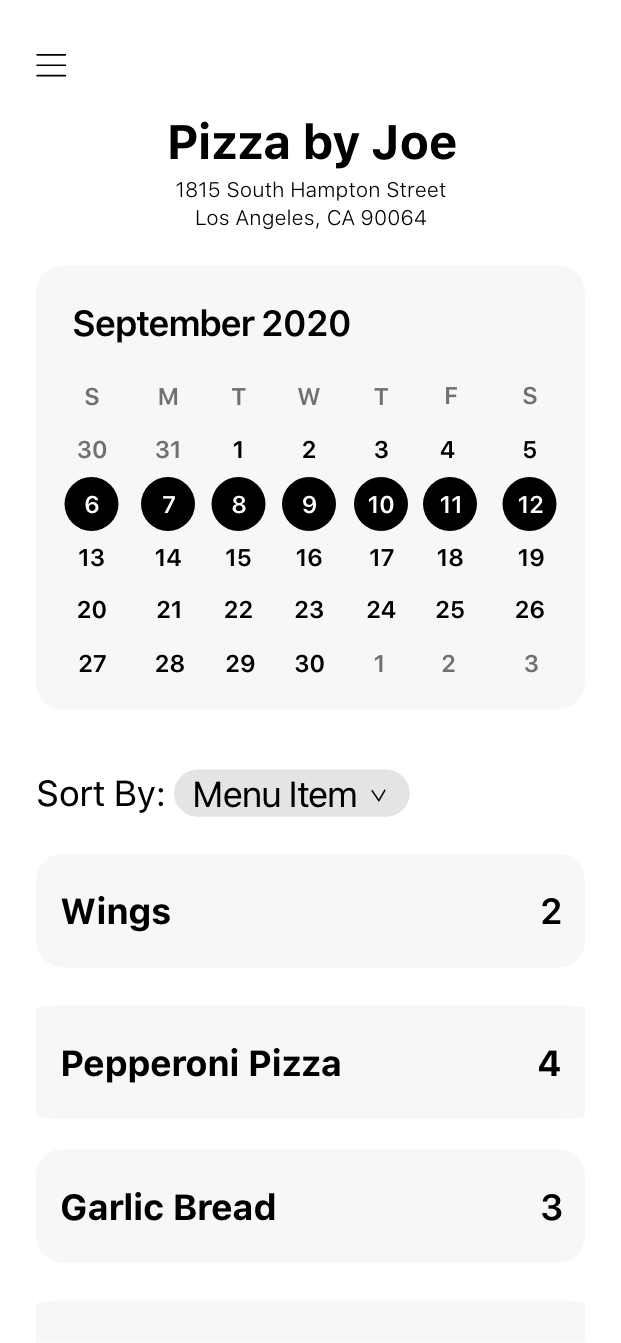 Pizza by Joe
1815 South Hampton Street
Los Angeles, CA 90064
September 2020
S M T W T F S
30 31 1 2 3 4 5
6 7 8 9 10 11 12
13 14 15 16 17 18 19
20 21 22 23 24 25 26
27 28 29 30 1 2 3
Sort By: Menu Item
Wings 2
Pepperoni Pizza 4
Garlic Bread 3